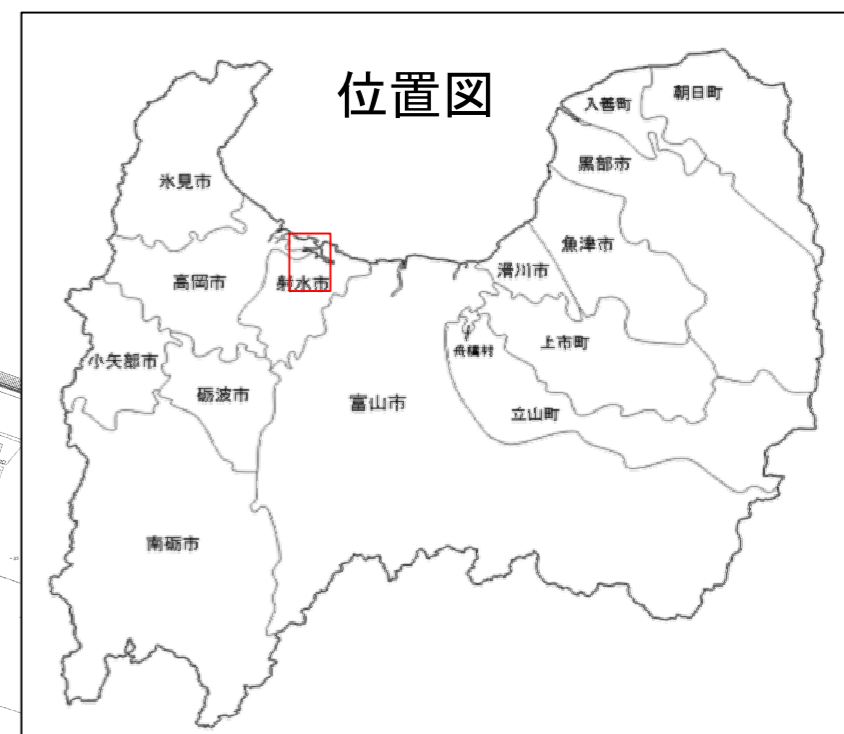 位置図
朝日町
入善町
黒部市
氷見市
魚津市
滑川市
高岡市
射水市
上市町
舟橋村
小矢部市
砺波市
富山市
立山町
南砺市